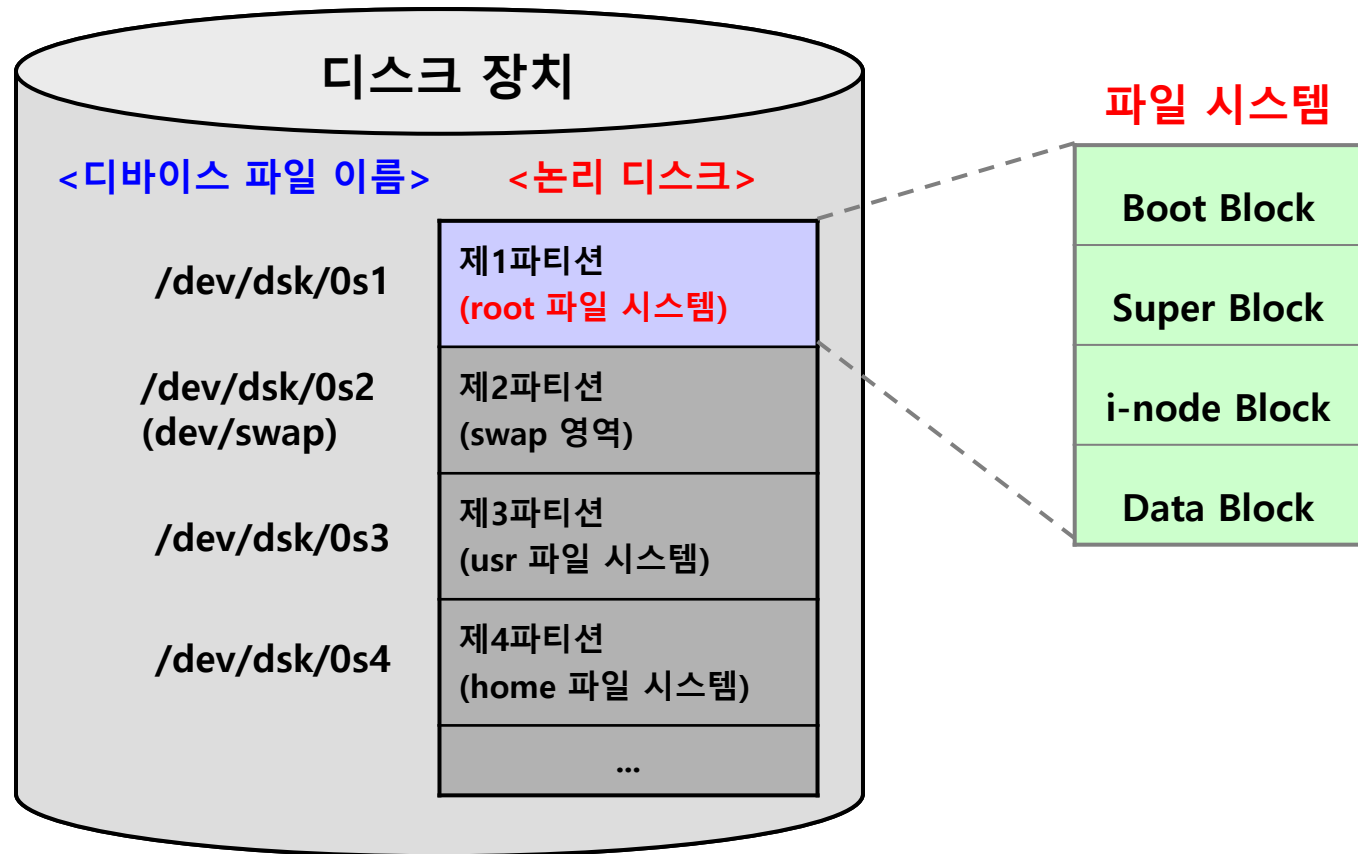 디스크 장치
<디바이스 파일 이름>
<논리 디스크>
/dev/dsk/0s1
제1파티션
(root 파일 시스템)
/dev/dsk/0s2
(dev/swap)
제2파티션
(swap 영역)
/dev/dsk/0s3
제3파티션
(usr 파일 시스템)
/dev/dsk/0s4
제4파티션
(home 파일 시스템)
...
파일 시스템
Boot Block
Super Block
i-node Block
Data Block